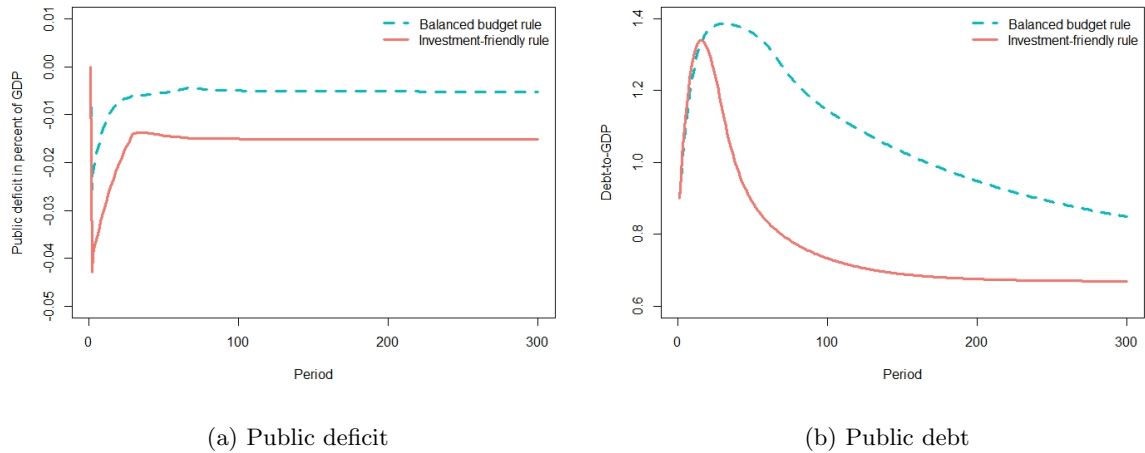 0.01
0.00
-0.01
-0.02
-0.03
-0.04
-0.05
Public deficit in percent of GDP
Balanced budget rule
Investment-friendly rule
0
100
200
300
Period
(a) Public deficit
1.4
1.2
1.0
0.8
0.6
Debt-to-GDP
Balanced budget rule
Investment-friendly rule
0
100
200
300
Period
(b) Public debt